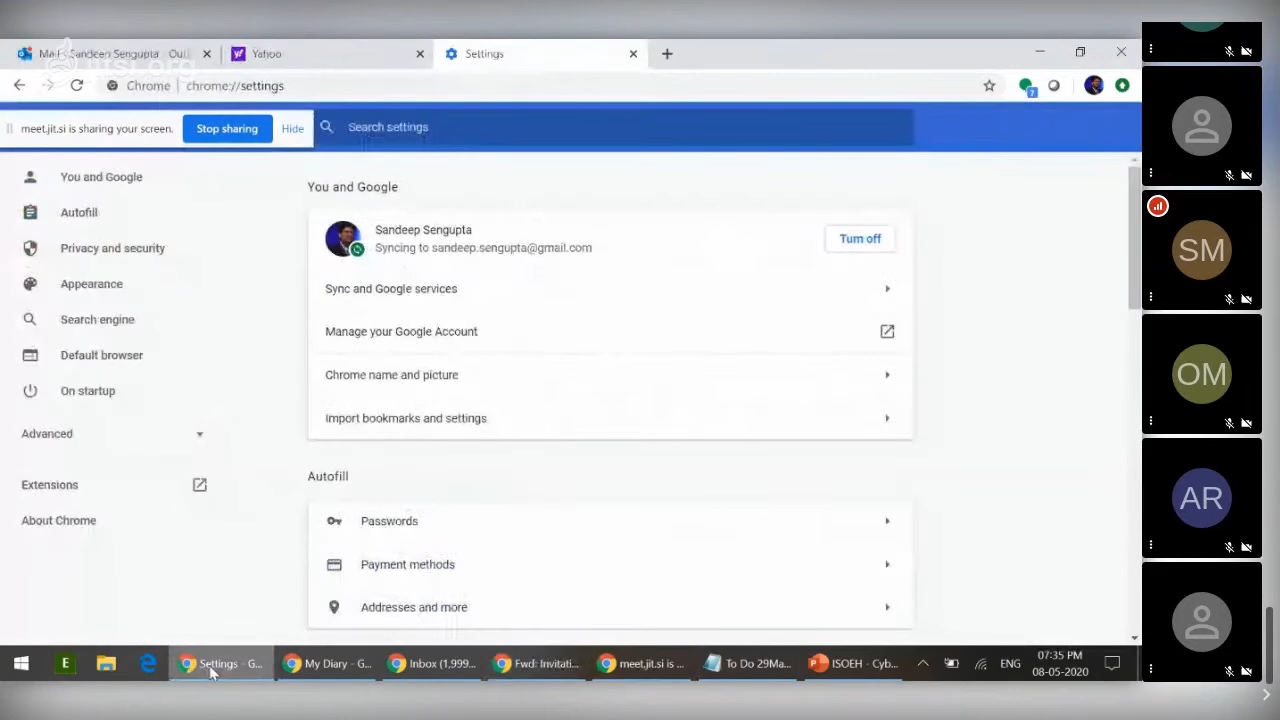 Sandeep Sengupta
Yahoo
Settings
jitsi.org
Chrome
chrome://settings
7
meet.jit.si is sharing your screen.
Stop sharing
Hide
Search settings
You and Google
Autofill
Privacy and security
Appearance
Search engine
Default browser
On startup
Advanced
Extensions
About Chrome
You and Google
Sandeep Sengupta
Syncing to sandeep.sengupta@gmail.com
Turn off
Sync and Google services
Manage your Google Account
Chrome name and picture
Import bookmarks and settings
Autofill
Passwords
Payment methods
Addresses and more
SM
OM
AR
E
Settings - G...
My Diary - G...
Inbox (1,999...
Fwd: Invitati...
meet.jit.si is ...
To Do 29Ma...
ISOEH - Cyb...
ENG
07:35 PM
08-05-2020